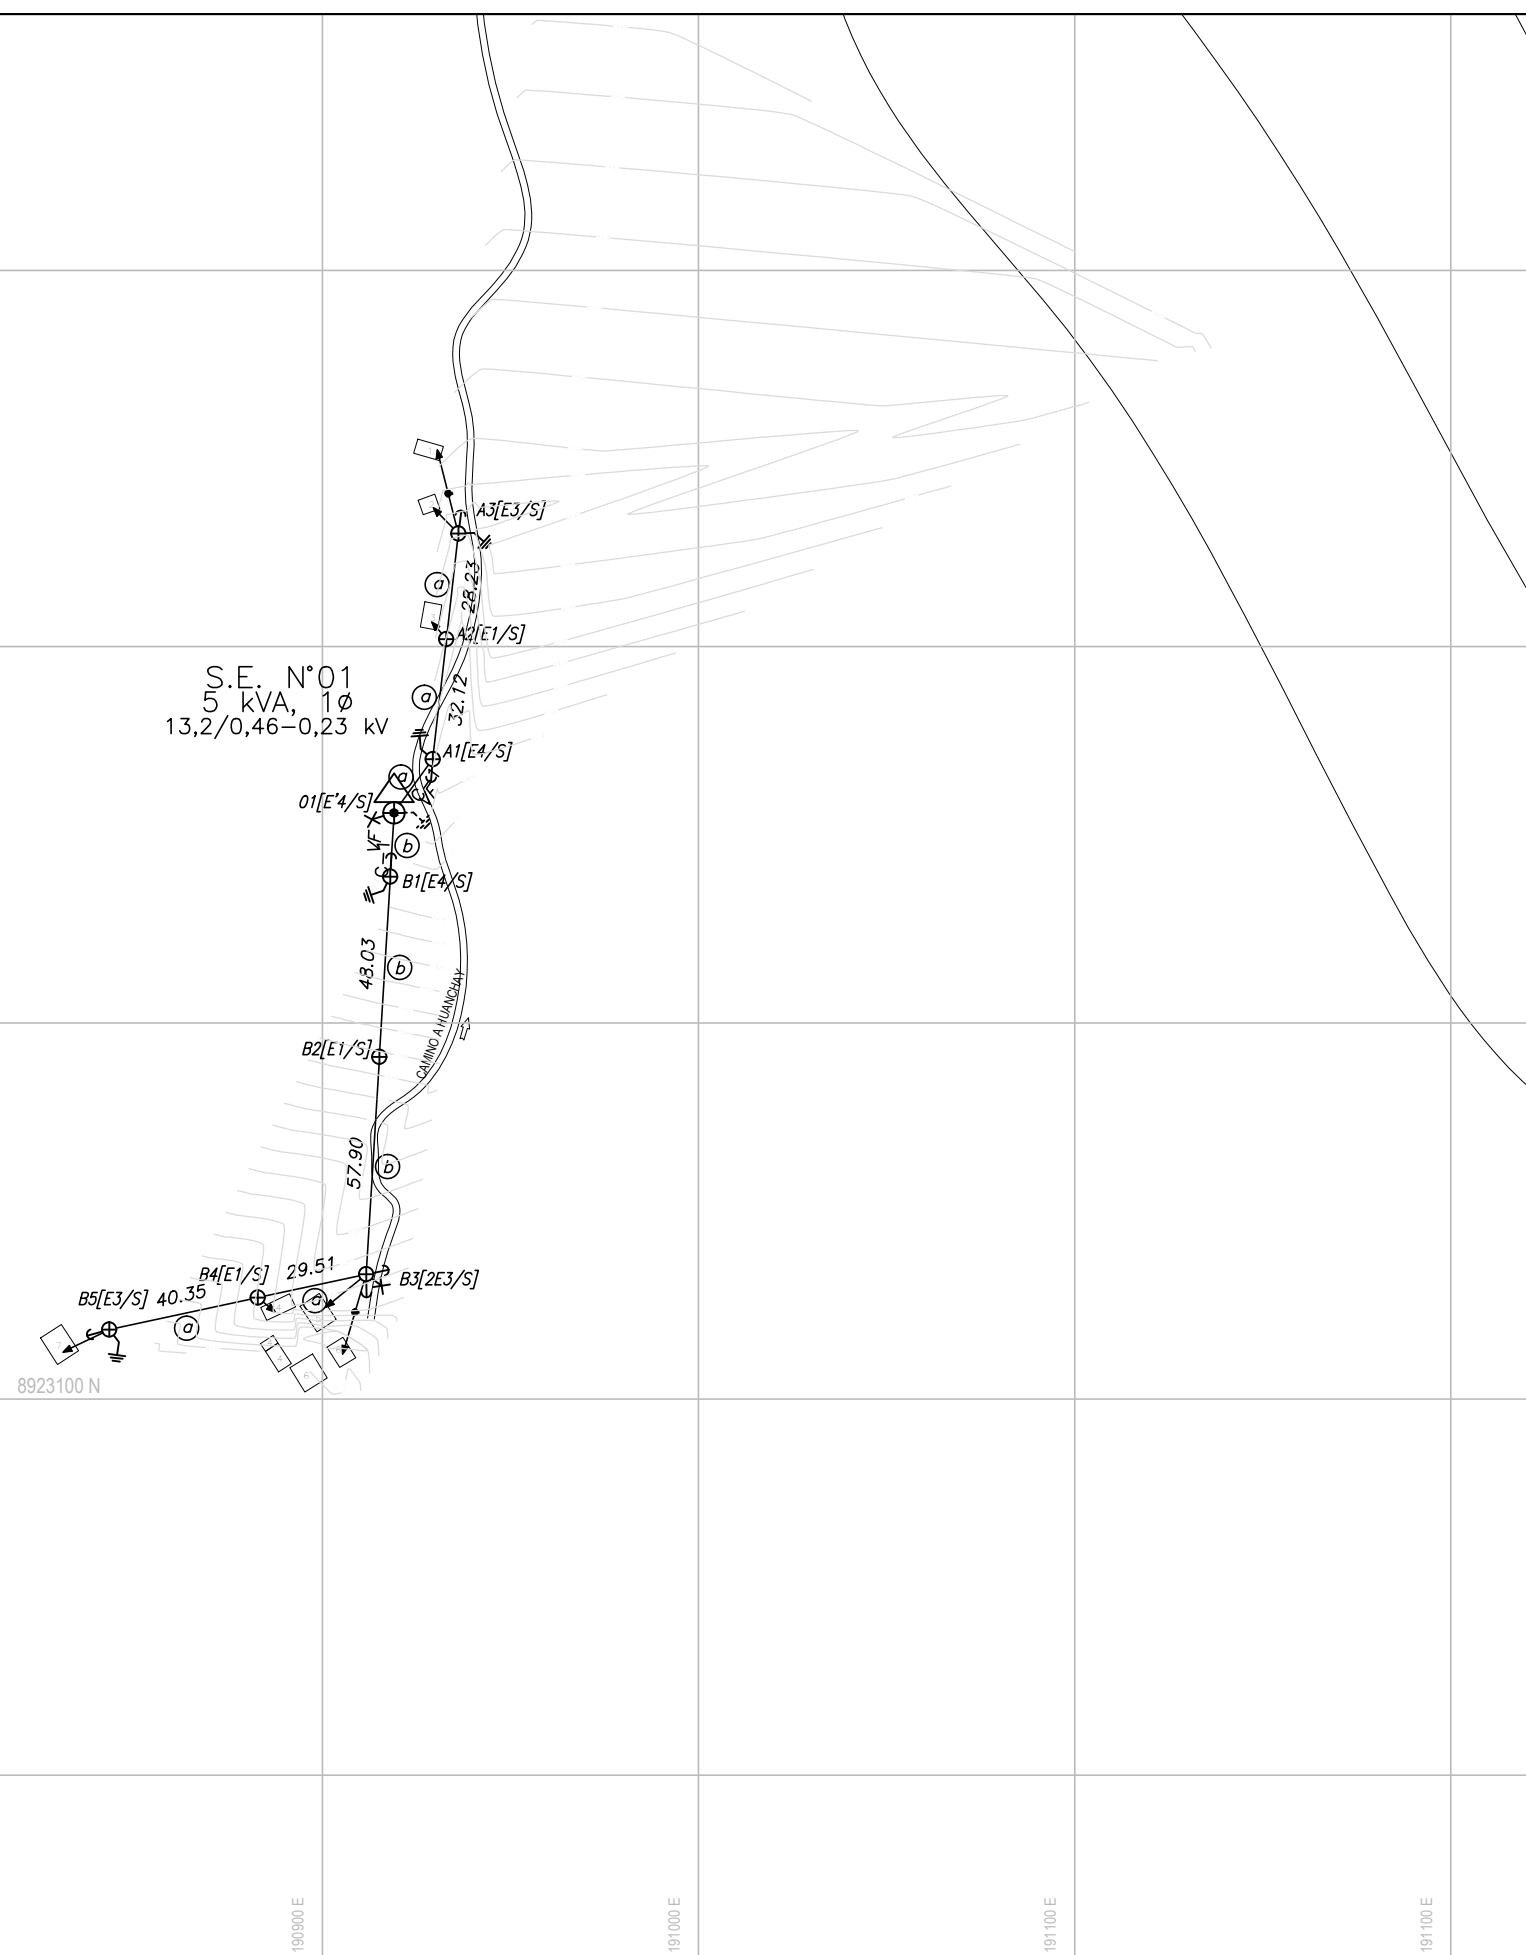 A3[E3/S]
a
28.23
A2[E1/S]
S.E. N°01
5 kVA, 1ø
13,2/0,46-0,23 kV
a
32.12
A1[E4/S]
a
01[E'4/S]
VF
b
B1[E4/S]
48.03
b
CAMINO A HUANCHAY
B2[E1/S]
57.90
b
B4[E1/S]
29.51
B3[2E3/S]
B5[E3/S] 40.35
a
a
8923100 N
190900 E
191000 E
191100 E
191100 E